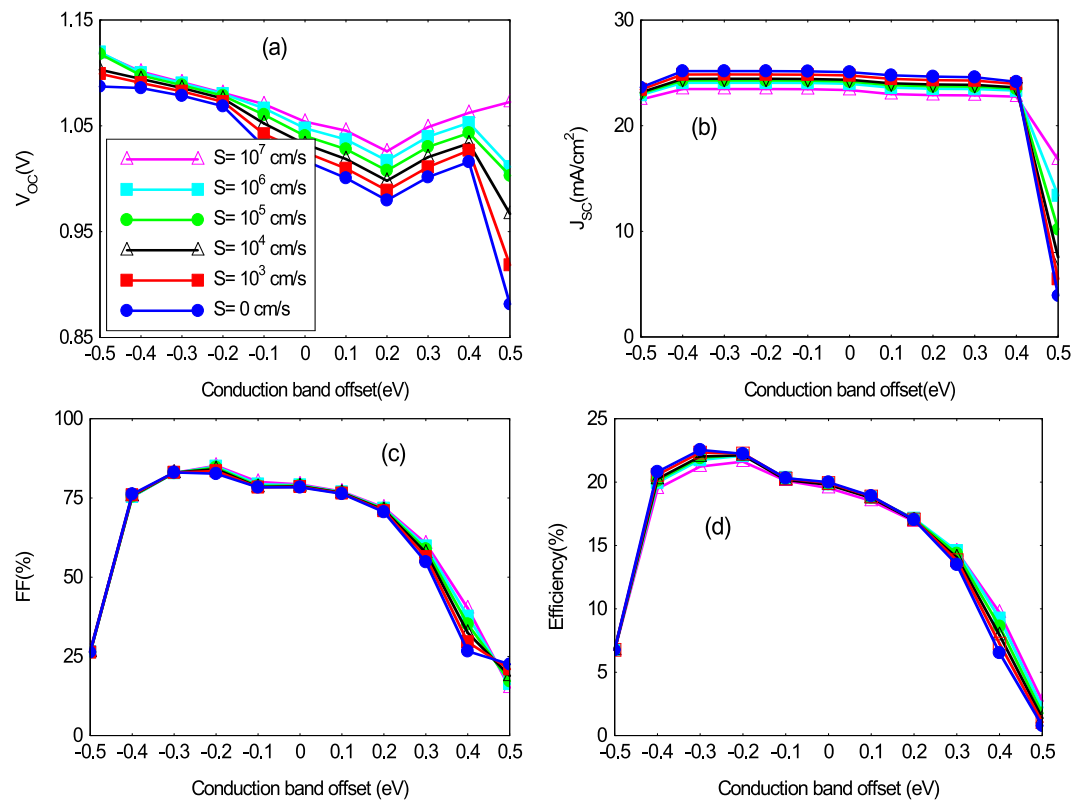 1.15
1.05
0.95
0.85
V_OC(V)
(a)
S= 10^7 cm/s
S= 10^6 cm/s
S= 10^5 cm/s
S= 10^4 cm/s
S= 10^3 cm/s
S= 0 cm/s
-0.5 -0.4 -0.3 -0.2 -0.1 0 0.1 0.2 0.3 0.4 0.5
Conduction band offset(eV)
30
20
10
0
J_SC(mA/cm^2)
(b)
-0.5 -0.4 -0.3 -0.2 -0.1 0 0.1 0.2 0.3 0.4 0.5
Conduction band offset(eV)
100
75
50
25
0
FF(%)
(c)
-0.5 -0.4 -0.3 -0.2 -0.1 0 0.1 0.2 0.3 0.4 0.5
Conduction band offset (eV)
25
20
15
10
5
0
Efficiency(%)
(d)
-0.5 -0.4 -0.3 -0.2 -0.1 0 0.1 0.2 0.3 0.4 0.5
Conduction band offset (eV)